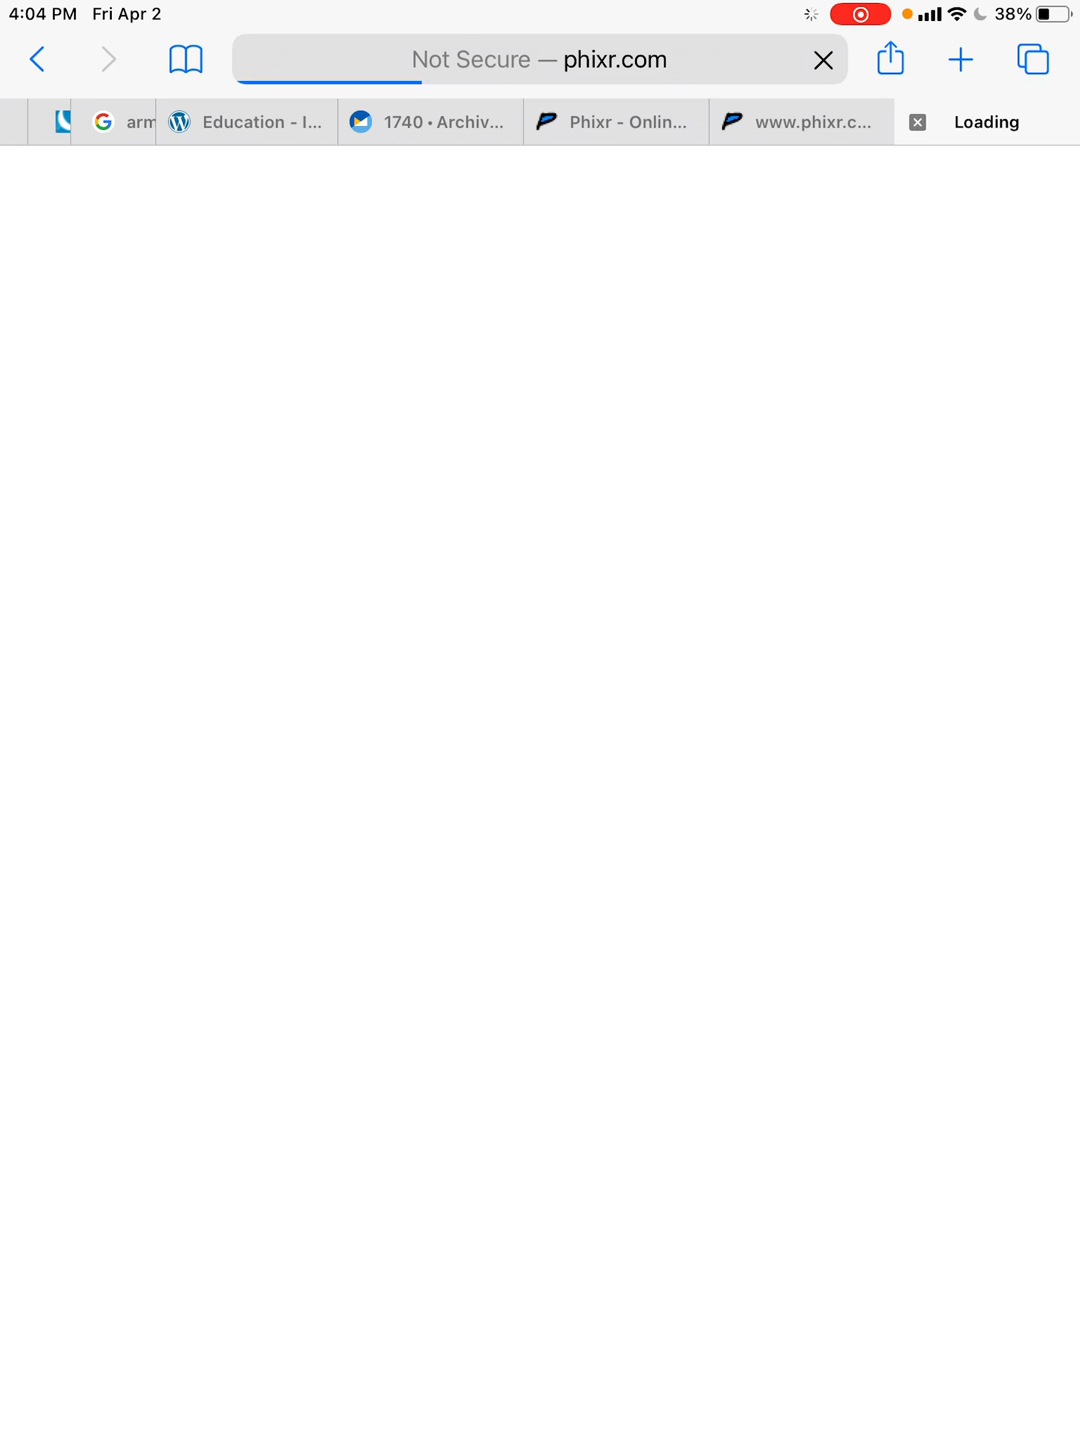 4:04 PM Fri Apr 2 38%
Not Secure — phixr.com
arm Education - I... 1740 • Archiv... Phixr - Onlin... www.phixr.c... Loading